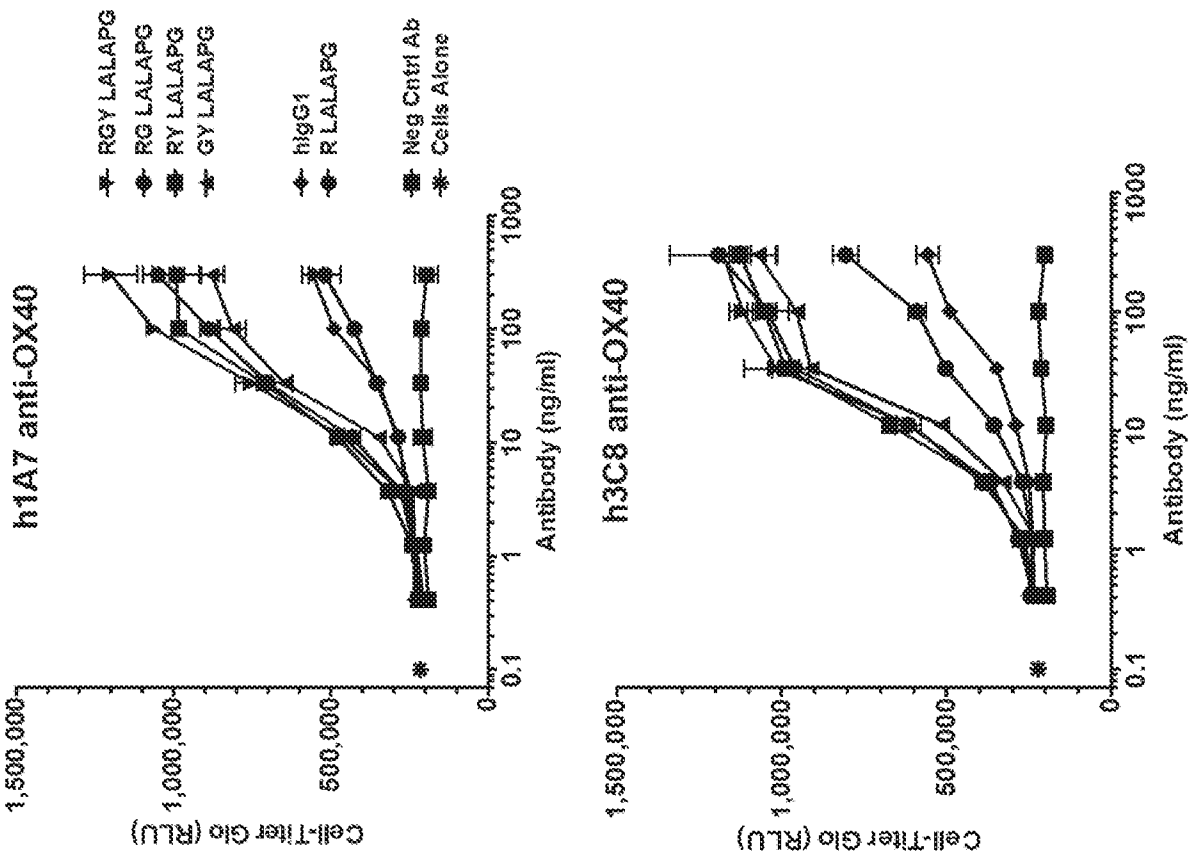 h1A7 anti-OX40
Cell-Titer Glo (RLU)
1,500,000
1,000,000
500,000
0
0.1
1
10
100
1000
Antibody (ng/ml)
RGY LALAPG
RG LALAPG
RY LALAPG
GY LALAPG
hIgG1
R LALAPG
Neg Cntrl Ab
Cells Alone
h3C8 anti-OX40
Cell-Titer Glo (RLU)
1,500,000
1,000,000
500,000
0
0.1
1
10
100
1000
Antibody (ng/ml)